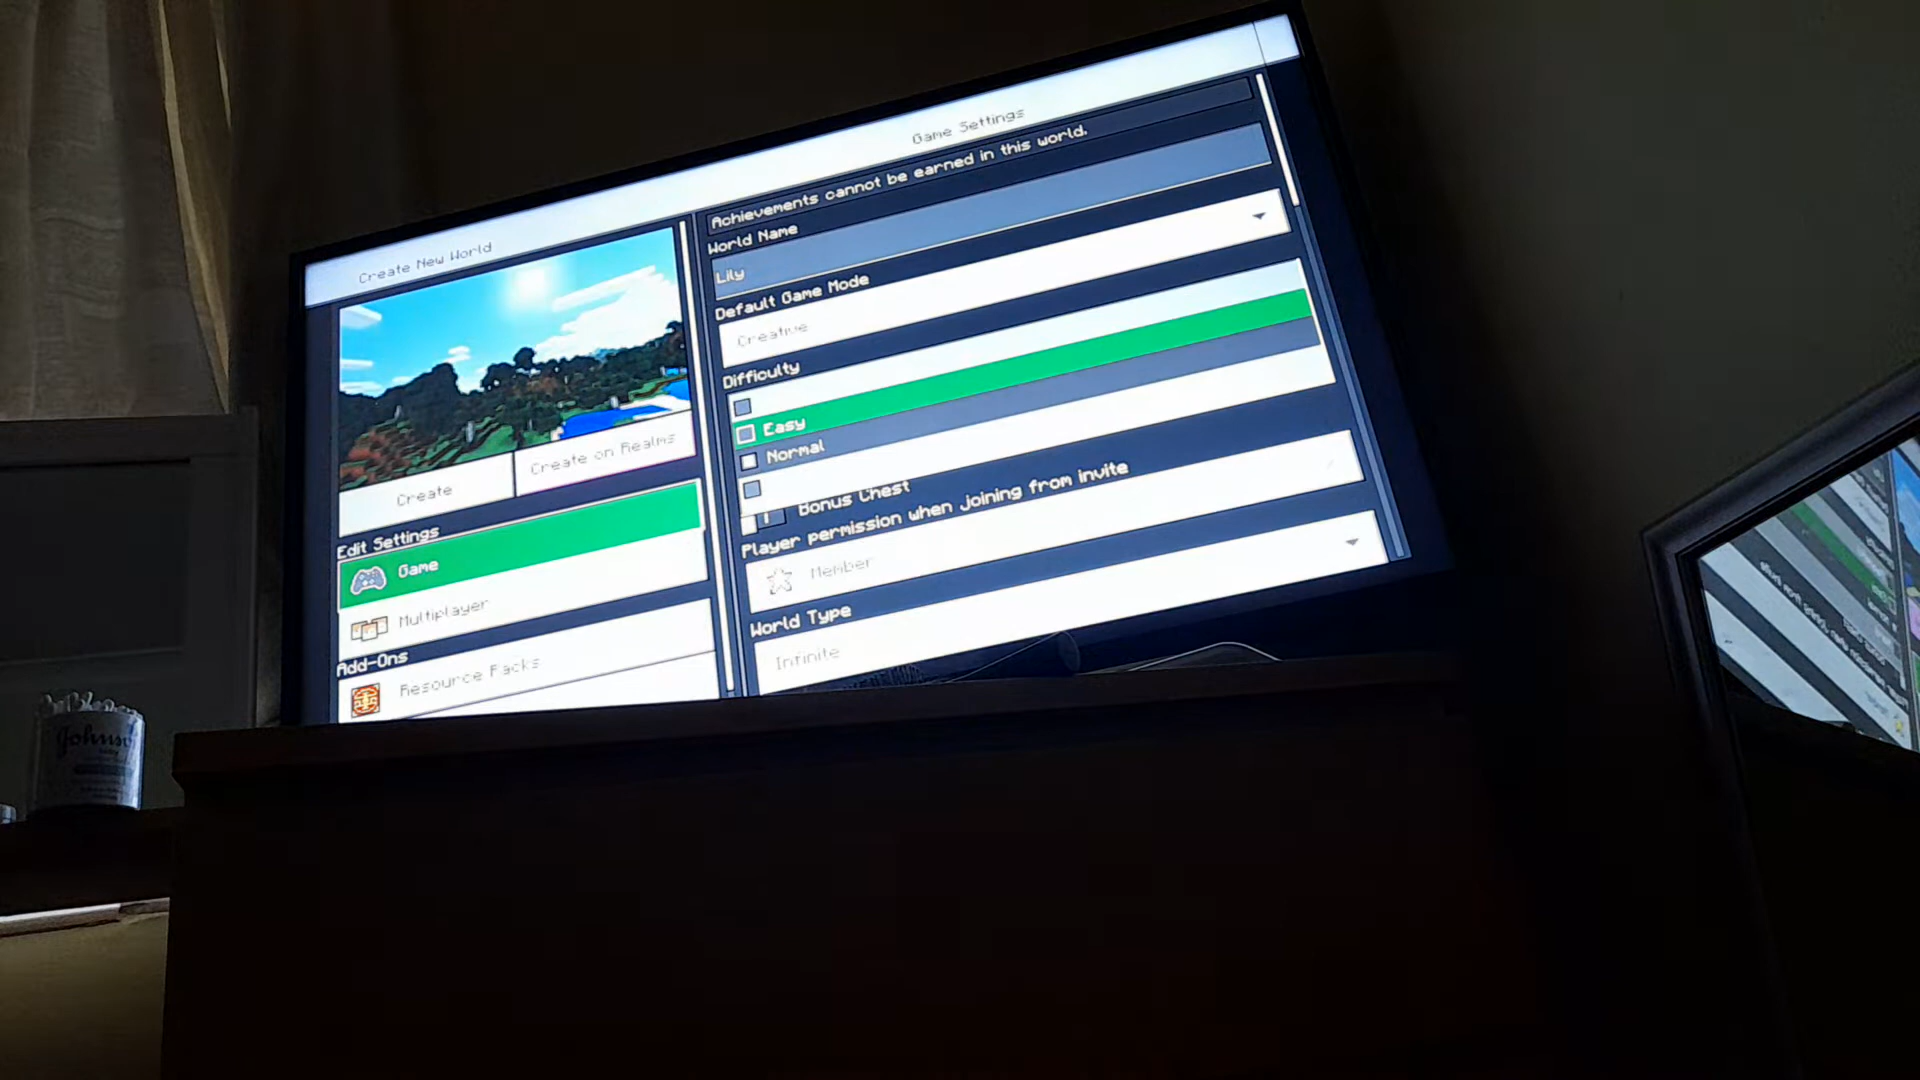 Game Settings
Create New World
Achievements cannot be earned in this world.
World Name
Lily
Default Game Mode
Creative
Difficulty
Easy
Normal
Bonus Chest
Player permission when joining from invite
Member
World Type
Infinite
Create
Create on Realms
Edit Settings
Game
Multiplayer
Add-Ons
Resource Packs
Johnso